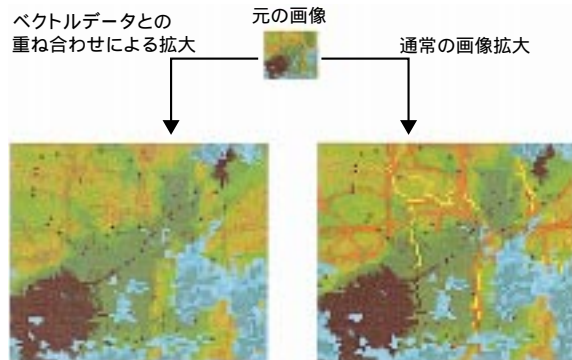 ベクトルデータとの
重ね合わせによる拡大
元の画像
通常の画像拡大